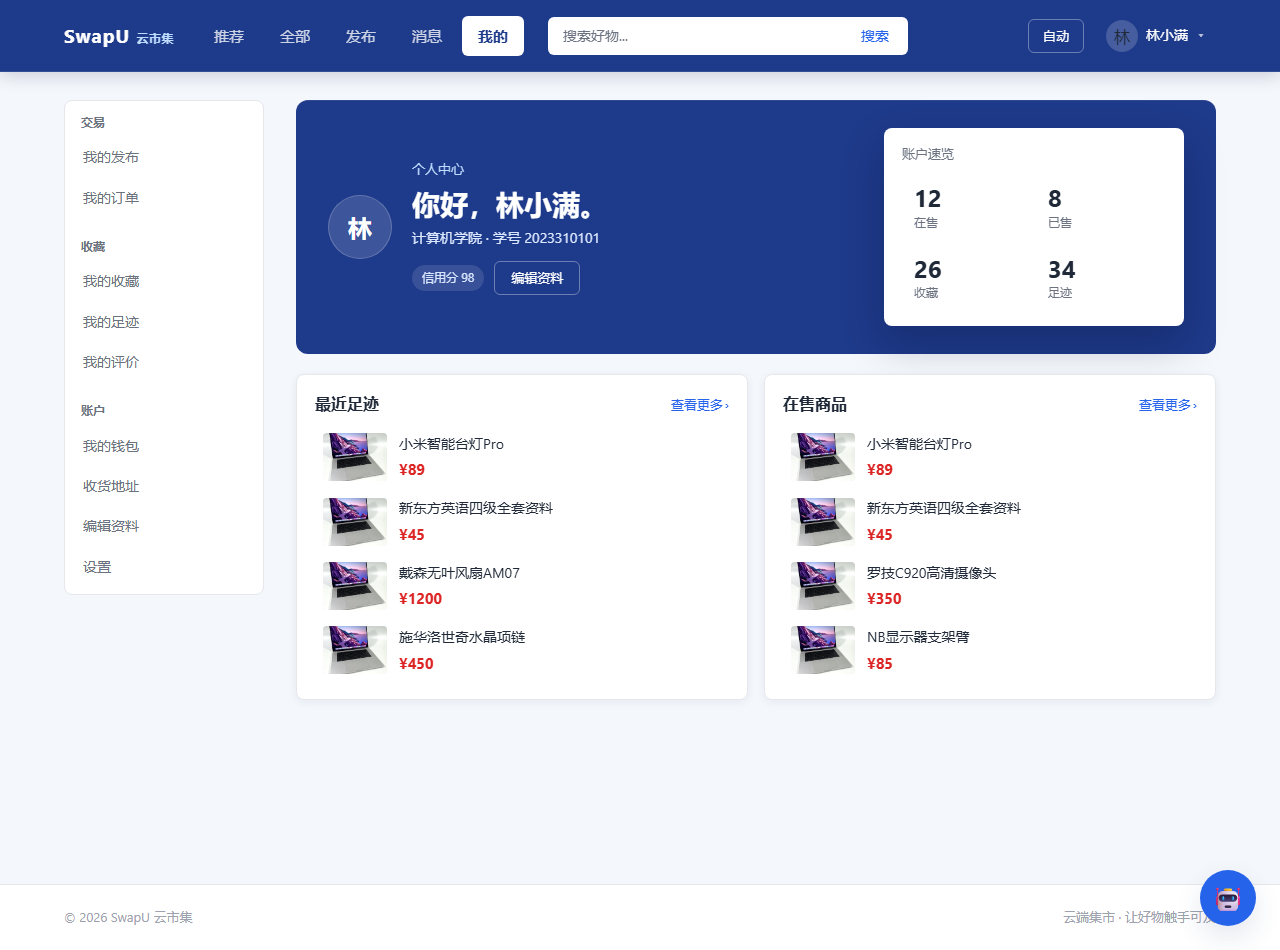 SwapU 云市集 推荐 全部 发布 消息 我的 搜索好物... 搜索 自动 林 林小满
交易
我的发布
我的订单
收藏
我的收藏
我的足迹
我的评价
账户
我的钱包
收货地址
编辑资料
设置
林
个人中心
你好，林小满。
计算机学院 · 学号 2023310101
信用分 98 编辑资料
账户速览
12 8
在售 已售
26 34
收藏 足迹
最近足迹 查看更多 ›
小米智能台灯Pro
¥89
新东方英语四级全套资料
¥45
戴森无叶风扇AM07
¥1200
施华洛世奇水晶项链
¥450
在售商品 查看更多 ›
小米智能台灯Pro
¥89
新东方英语四级全套资料
¥45
罗技C920高清摄像头
¥350
NB显示器支架臂
¥85
© 2026 SwapU 云市集 云端集市 · 让好物触手可